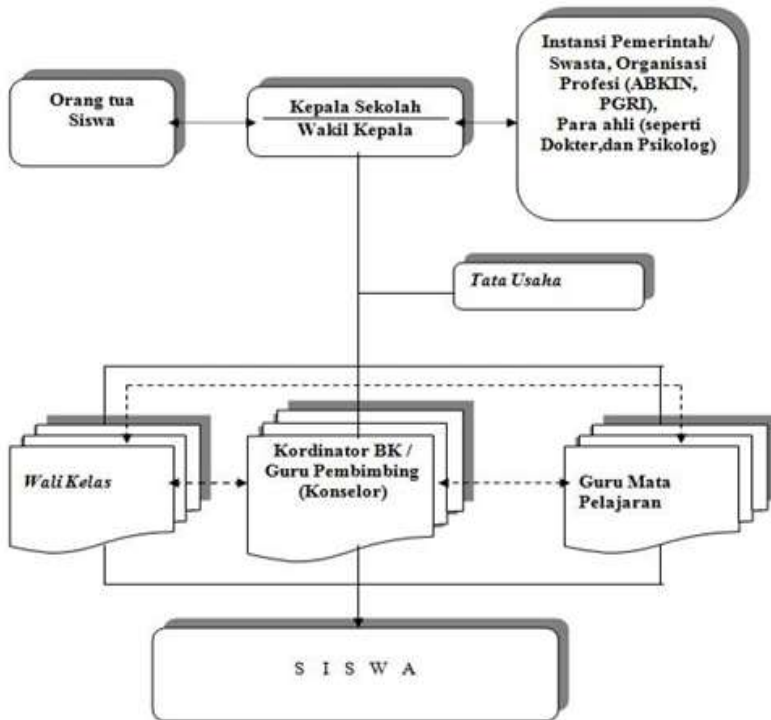 Orang tua
Siswa
Kepala Sekolah
Wakil Kepala
Instansi Pemerintah/
Swasta, Organisasi
Profesi (ABKIN,
PGRI),
Para ahli (seperti
Dokter,dan Psikolog)
Tata Usaha
Wali Kelas
Kordinator BK /
Guru Pembimbing
(Konselor)
Guru Mata
Pelajaran
S I S W A